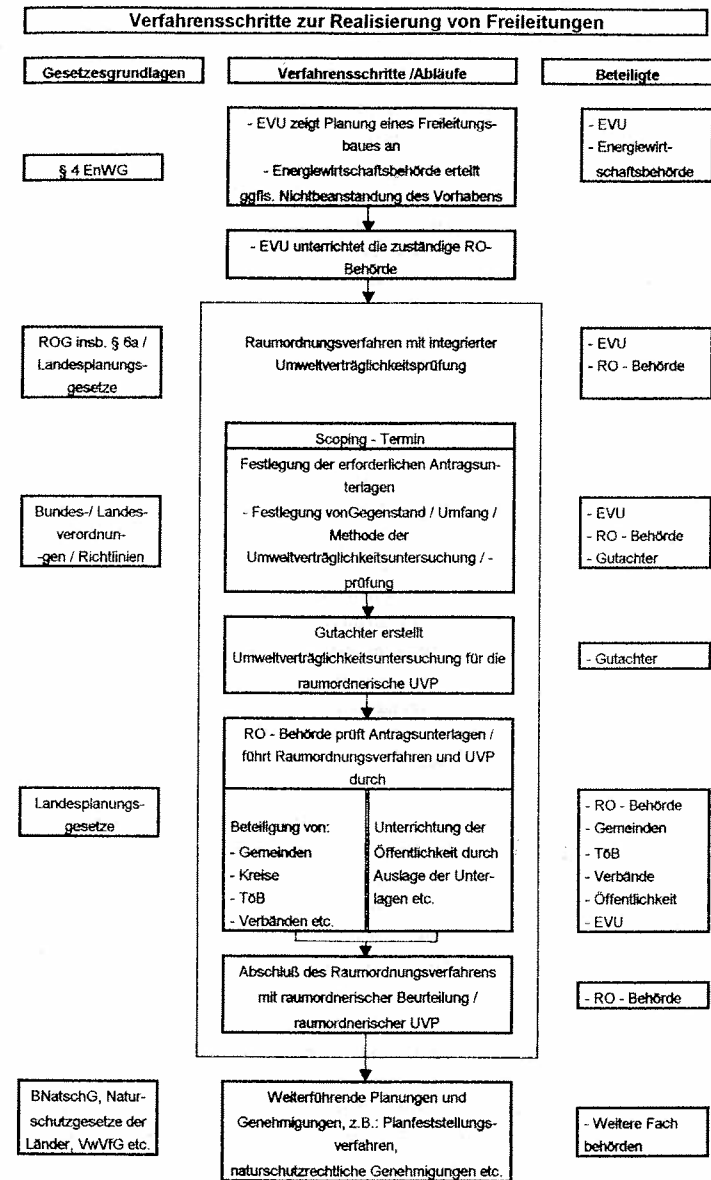 Verfahrensschritte zur Realisierung von Freileitungen
Gesetzesgrundlagen
Verfahrensschritte /Abläufe
Beteiligte
§ 4 EnWG
- EVU zeigt Planung eines Freileitungs-
baues an
- Energiewirtschaftsbehörde erteilt
ggfls. Nichtbeanstandung des Vorhabens
- EVU
- Energiewirt-
schaftsbehörde
- EVU unterrichtet die zuständige RO-
Behörde
ROG insb. § 6a /
Landesplanungs-
gesetze
Raumordnungsverfahren mit integrierter
Umweltverträglichkeitsprüfung
- EVU
- RO - Behörde
Scoping - Termin
Festlegung der erforderlichen Antragsun-
terlagen
- Festlegung vonGegenstand / Umfang /
Methode der
Umweltverträglichkeitsuntersuchung / -
prüfung
Bundes-/ Landes-
verordnun-
-gen / Richtlinien
- EVU
- RO - Behörde
- Gutachter
Gutachter erstellt
Umweltverträglichkeitsuntersuchung für die
raumordnerische UVP
- Gutachter
RO - Behörde prüft Antragsunterlagen /
führt Raumordnungsverfahren und UVP
durch
Landesplanungs-
gesetze
Beteiligung von:
- Gemeinden
- Kreise
- TöB
- Verbänden etc.
Unterrichtung der
Öffentlichkeit durch
Auslage der Unter-
lagen etc.
- RO - Behörde
- Gemeinden
- TöB
- Verbände
- Öffentlichkeit
- EVU
Abschluß des Raumordnungsverfahrens
mit raumordnerischer Beurteilung /
raumordnerischer UVP
- RO - Behörde
BNatschG, Natur-
schutzgesetze der
Länder, VwVfG etc.
Weiterführende Planungen und
Genehmigungen, z.B.: Planfeststellungs-
verfahren,
naturschutzrechtliche Genehmigungen etc.
- Weitere Fach
behörden